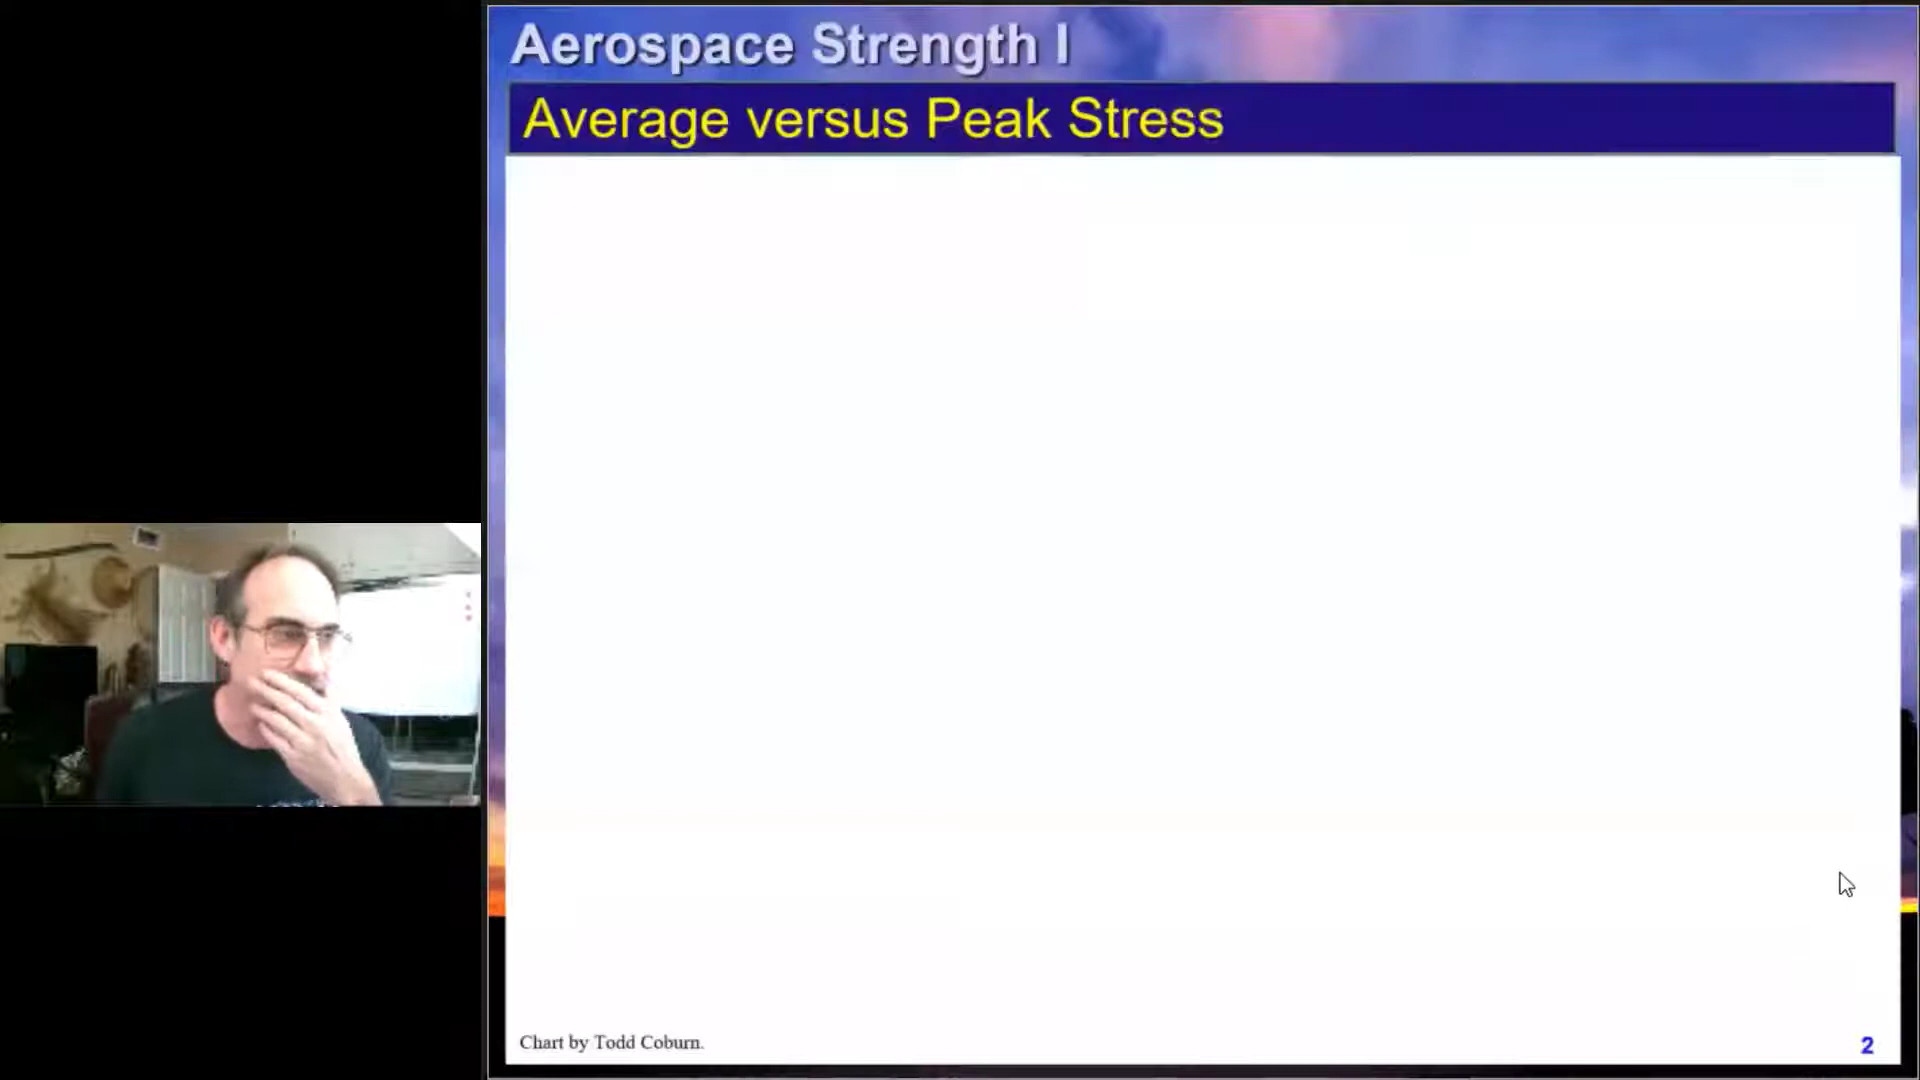 Aerospace Strength I
Average versus Peak Stress
Chart by Todd Coburn.
2